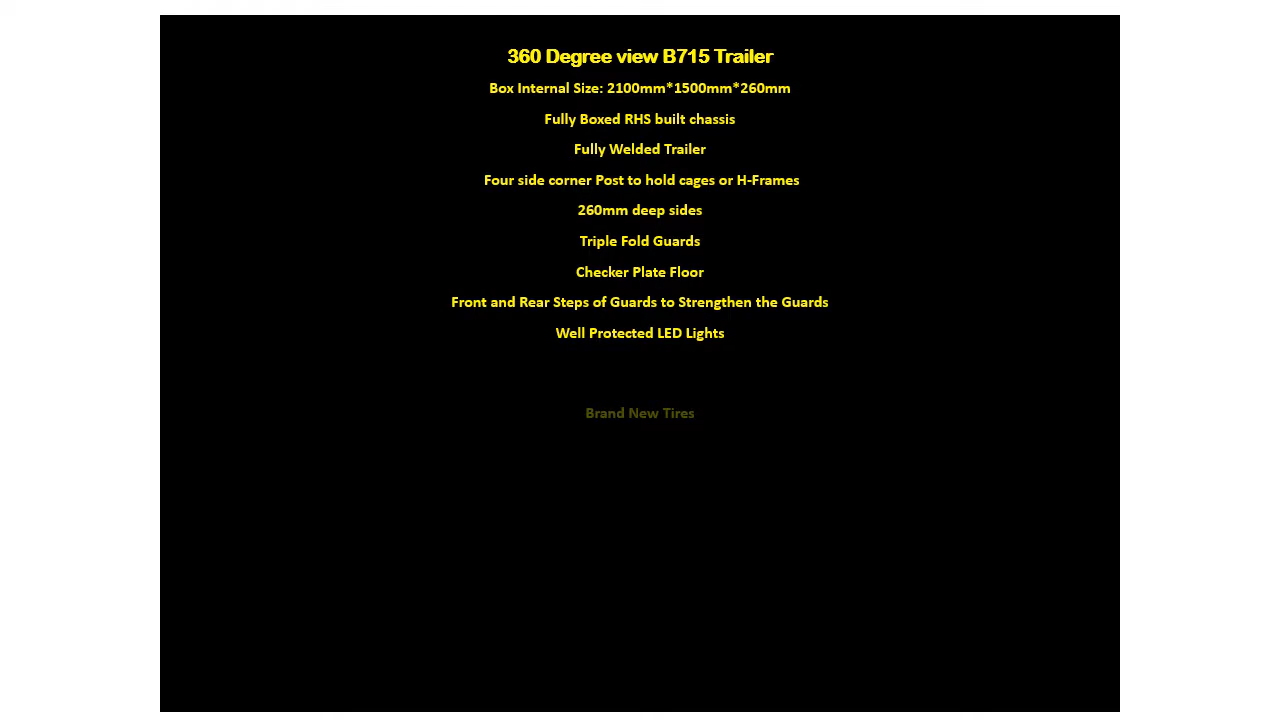 360 Degree view B715 Trailer
Box Internal Size: 2100mm*1500mm*260mm
Fully Boxed RHS built chassis
Fully Welded Trailer
Four side corner Post to hold cages or H-Frames
260mm deep sides
Triple Fold Guards
Checker Plate Floor
Front and Rear Steps of Guards to Strengthen the Guards
Well Protected LED Lights
Brand New Tires